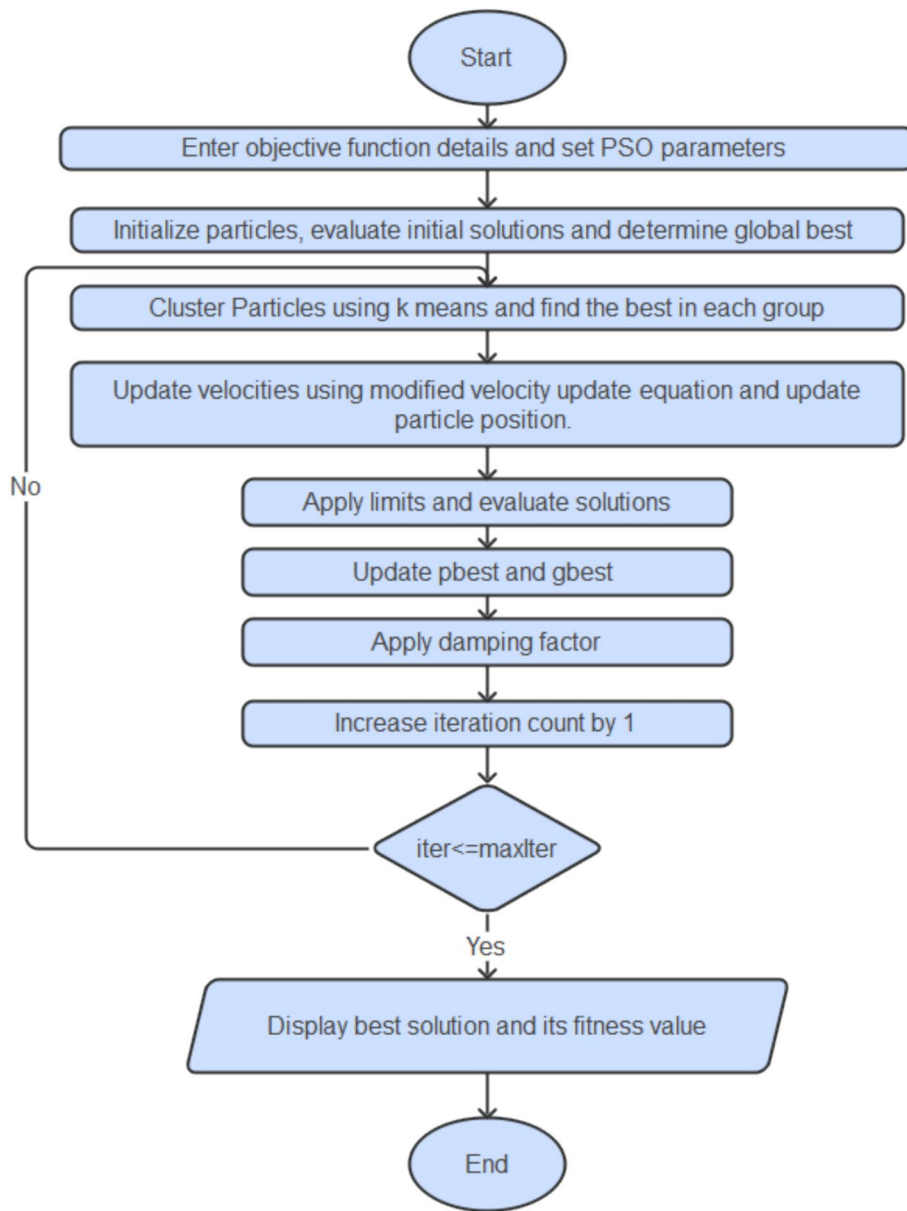 Start
Enter objective function details and set PSO parameters
Initialize particles, evaluate initial solutions and determine global best
Cluster Particles using k means and find the best in each group
Update velocities using modified velocity update equation and update
particle position.
No
Apply limits and evaluate solutions
Update pbest and gbest
Apply damping factor
Increase iteration count by 1
iter<=maxIter
Yes
Display best solution and its fitness value
End